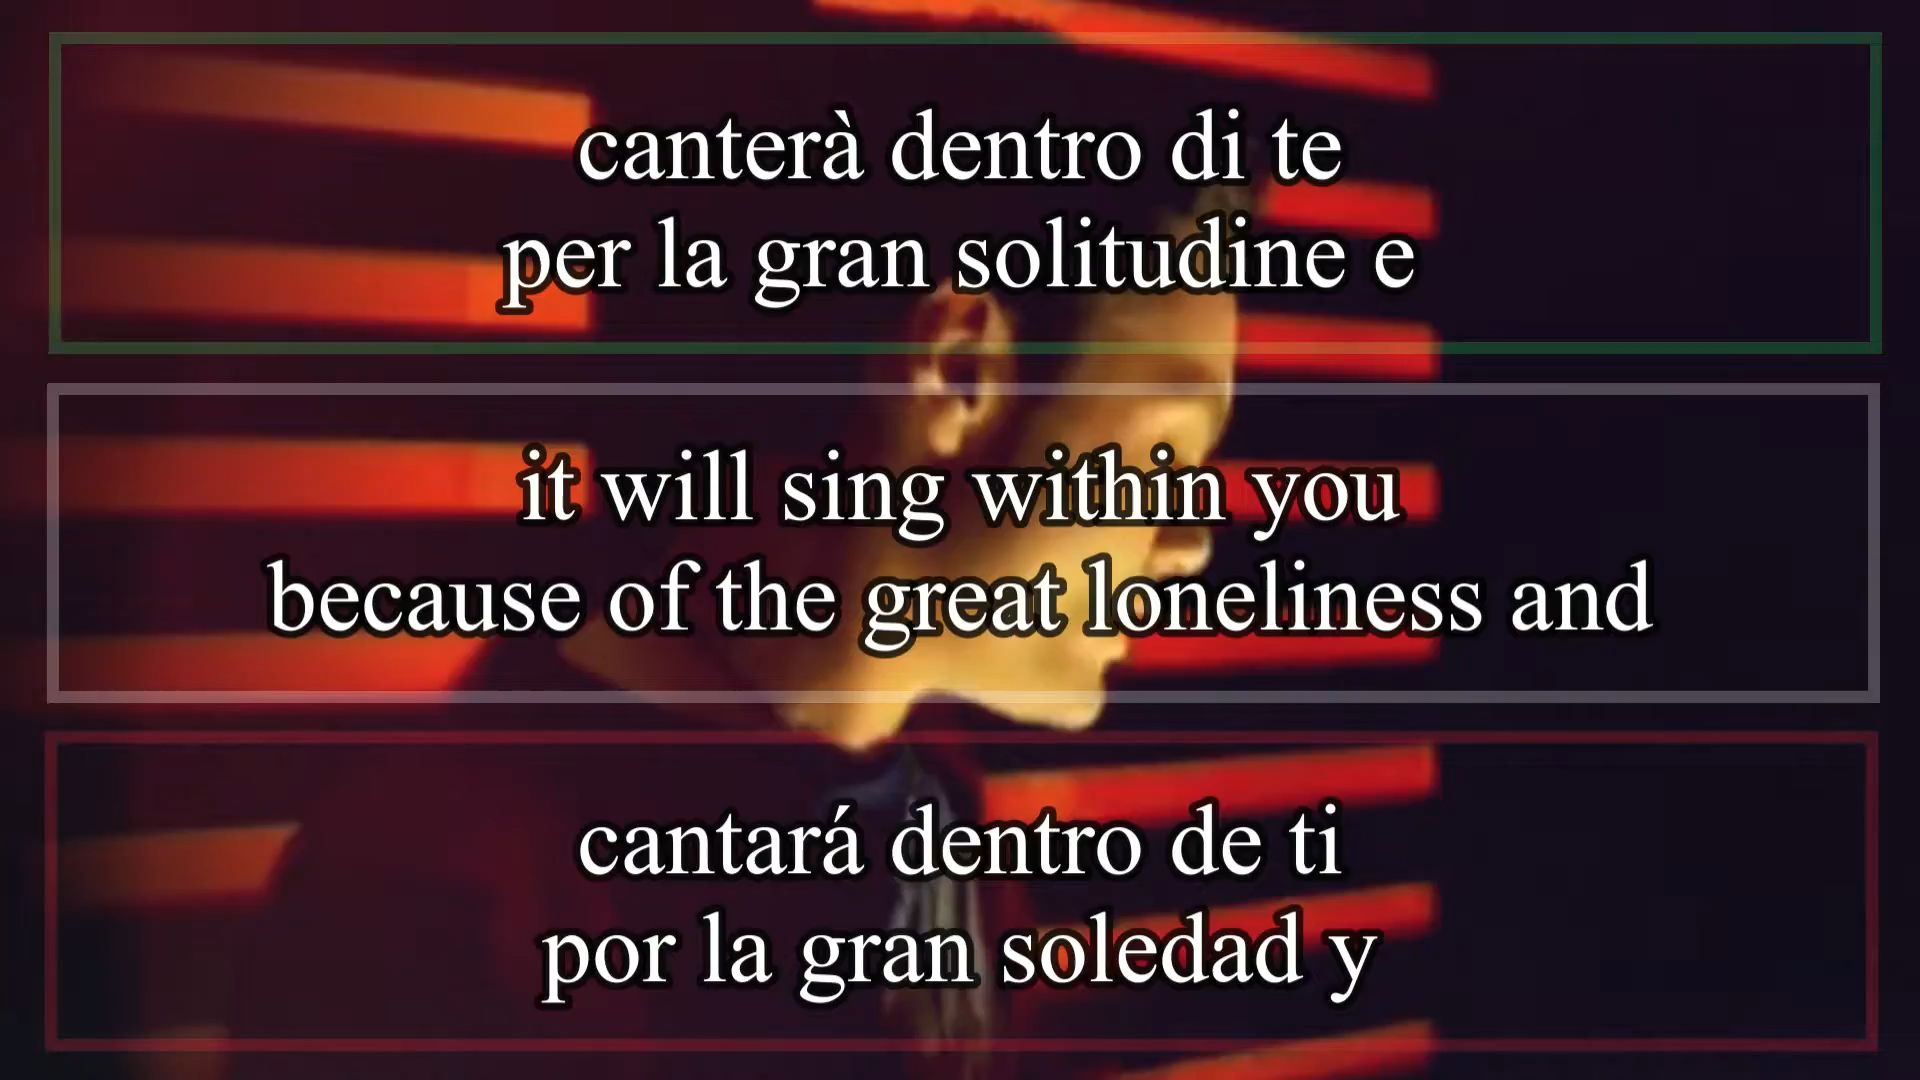 canterà dentro di te
per la gran solitudine e
it will sing within you
because of the great loneliness and
cantará dentro de ti
por la gran soledad y